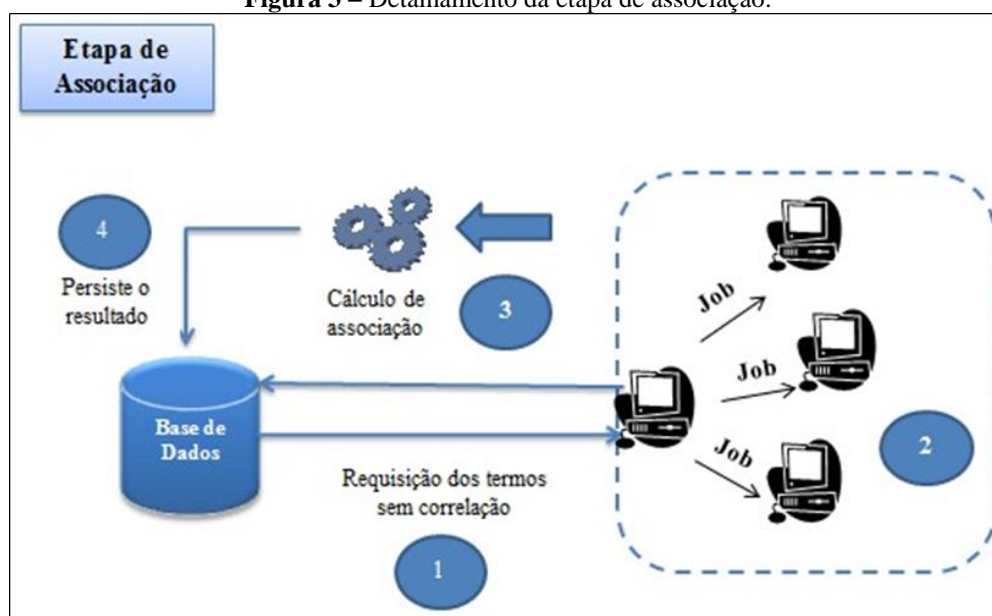 Figura 3 – Detalhamento da etapa de associação.
Etapa de
Associação
4
Persiste o
resultado
Cálculo de
associação
3
Job
Job
Job
2
Base de
Dados
Requisição dos termos
sem correlação
1